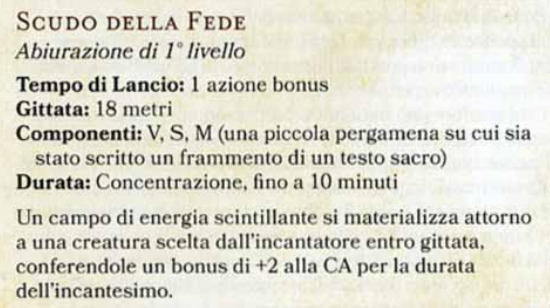 SCUDO DELLA FEDE
Abiurazione di 1° livello
Tempo di Lancio: 1 azione bonus
Gittata: 18 metri
Componenti: V, S, M (una piccola pergamena su cui sia
stato scritto un frammento di un testo sacro)
Durata: Concentrazione, fino a 10 minuti
Un campo di energia scintillante si materializza attorno
a una creatura scelta dall'incantatore entro gittata,
conferendole un bonus di +2 alla CA per la durata
dell'incantesimo.